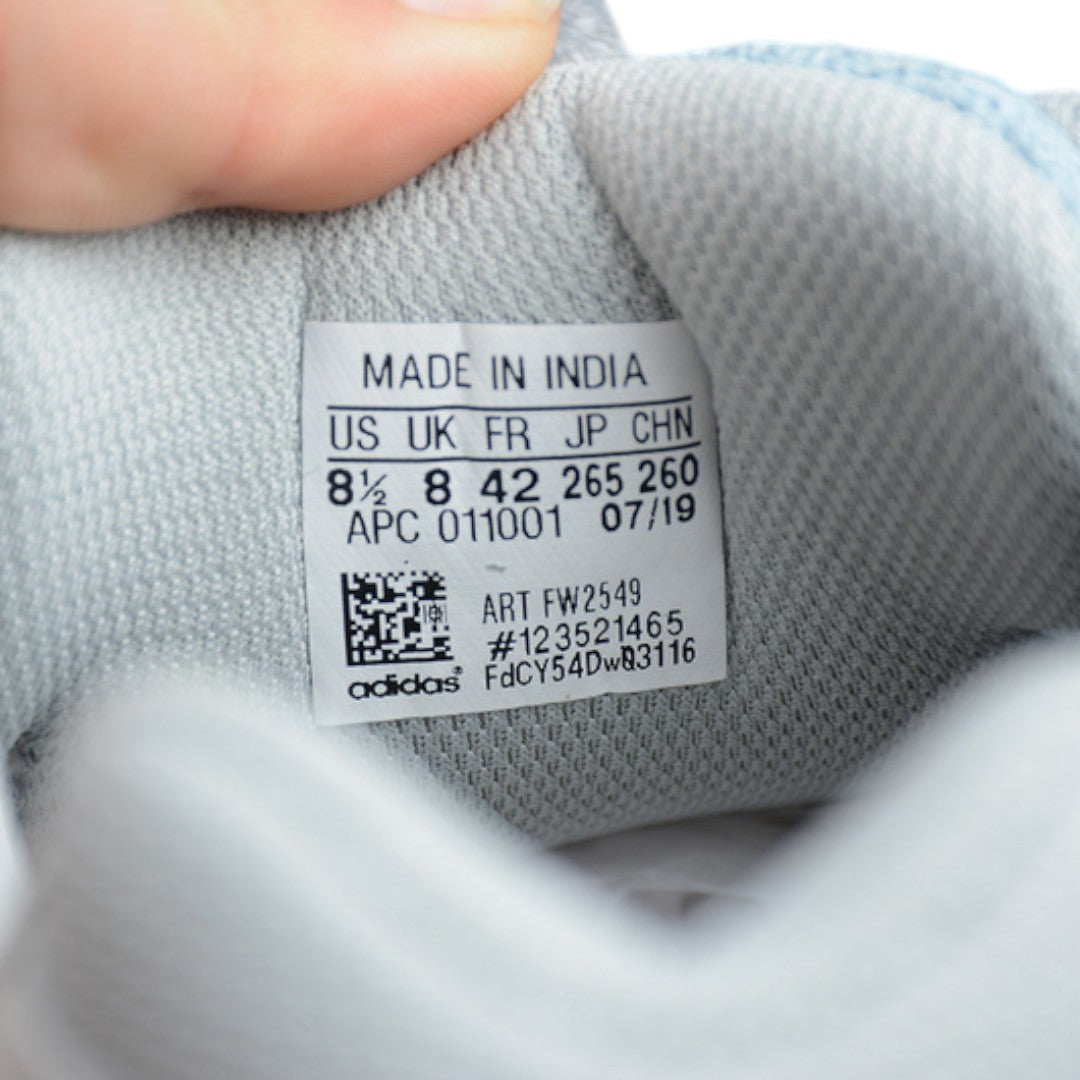 MADE IN INDIA
US UK FR JP CHN
8½ 8 42 265 260
APC 011001 07/19
ART FW2549
#123521465
adidas® FdCY54DwQ3116